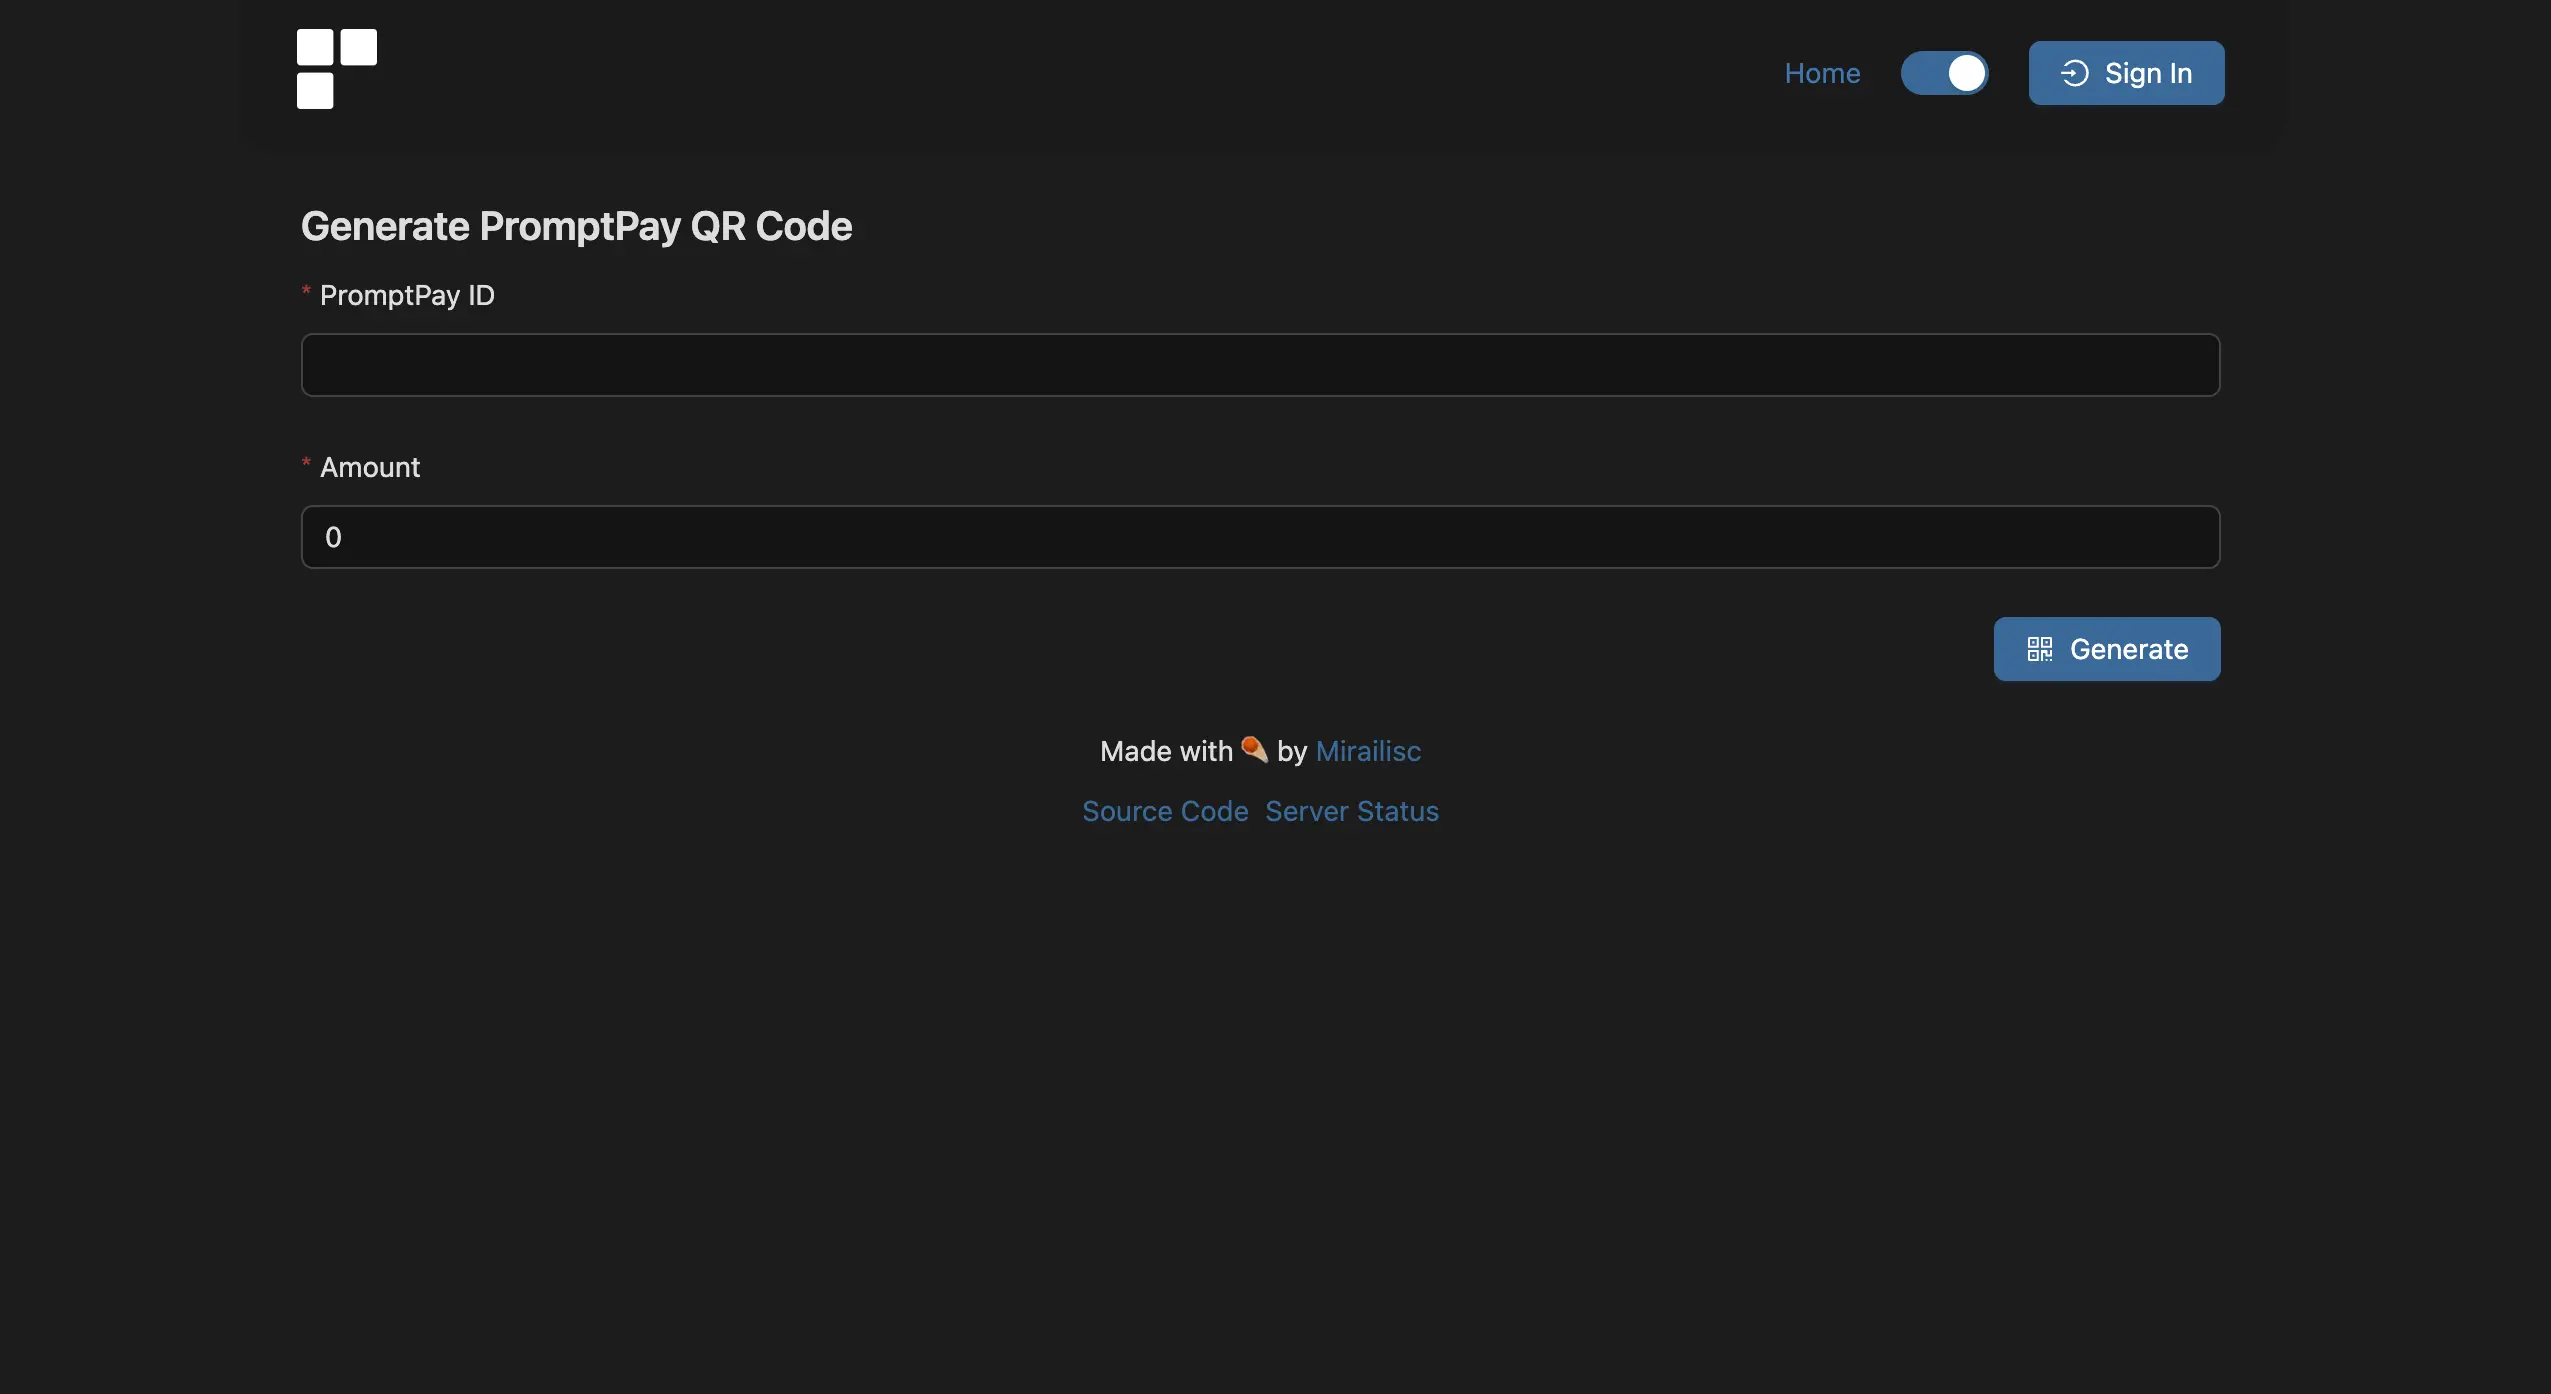 Home
Sign In
Generate PromptPay QR Code
* PromptPay ID
* Amount
0
Generate
Made with 🍠 by Mirailisc
Source Code Server Status